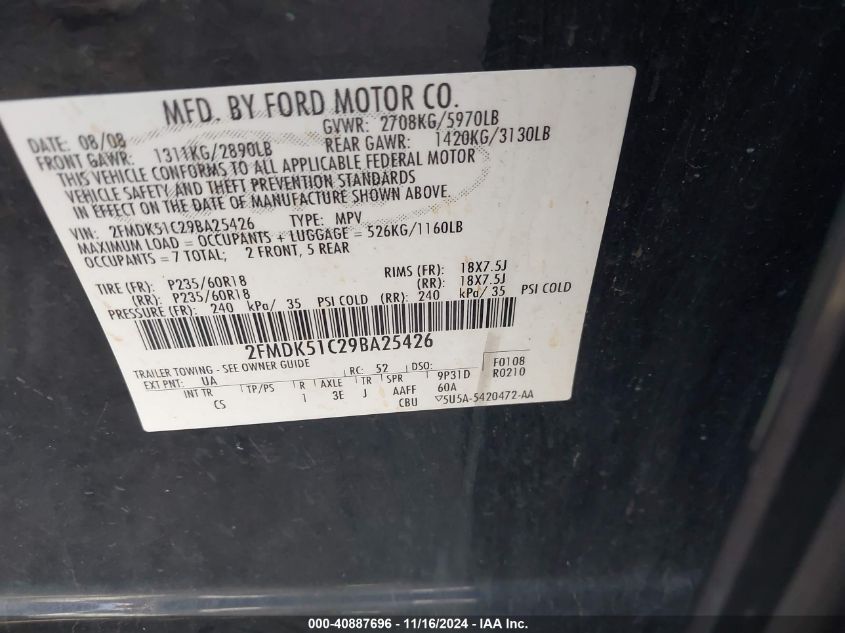 MFD. BY FORD MOTOR CO.
DATE: 08/08 GVWR: 2708KG/5970LB
FRONT GAWR: 1311KG/2890LB REAR GAWR: 1420KG/3130LB
THIS VEHICLE CONFORMS TO ALL APPLICABLE FEDERAL MOTOR
VEHICLE SAFETY AND THEFT PREVENTION STANDARDS
IN EFFECT ON THE DATE OF MANUFACTURE SHOWN ABOVE.
VIN: 2FMDK51C29BA25426 TYPE: MPV
MAXIMUM LOAD = OCCUPANTS + LUGGAGE = 526KG/1160LB
OCCUPANTS = 7 TOTAL; 2 FRONT, 5 REAR
TIRE (FR): P235/60R18 RIMS (FR): 18X7.5J
(RR): P235/60R18 (RR): 18X7.5J
PRESSURE (FR): 240 kPa/ 35 PSI COLD (RR): 240 kPa/ 35 PSI COLD
2FMDK51C29BA25426
TRAILER TOWING - SEE OWNER GUIDE
EXT PNT: UA RC: 52 DSO: F0108
R0210
INT TR TP/PS R AXLE TR SPR 9P31D
CS 1 3E J AAFF 60A
CBU ▽5U5A-5420472-AA
000-40887696 - 11/16/2024 - IAA Inc.